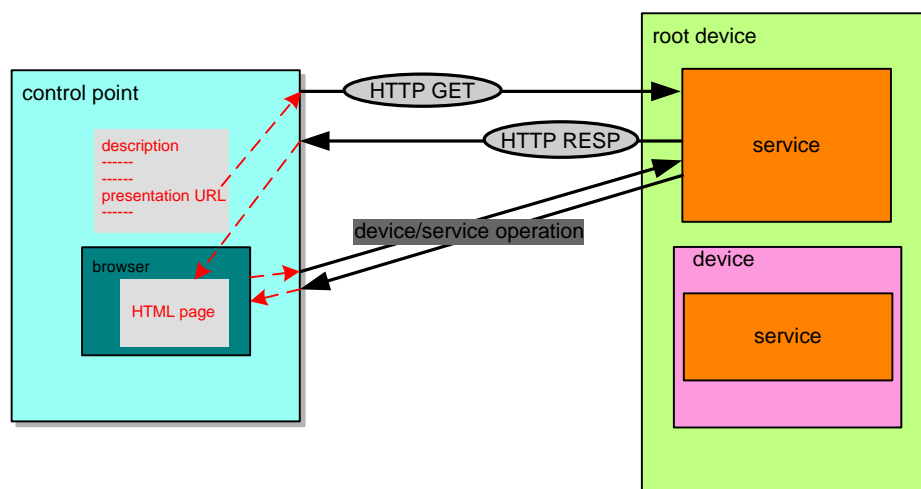 root device
control point
HTTP GET
description
------
------
presentation URL
------
HTTP RESP
service
device/service operation
browser
HTML page
device
service